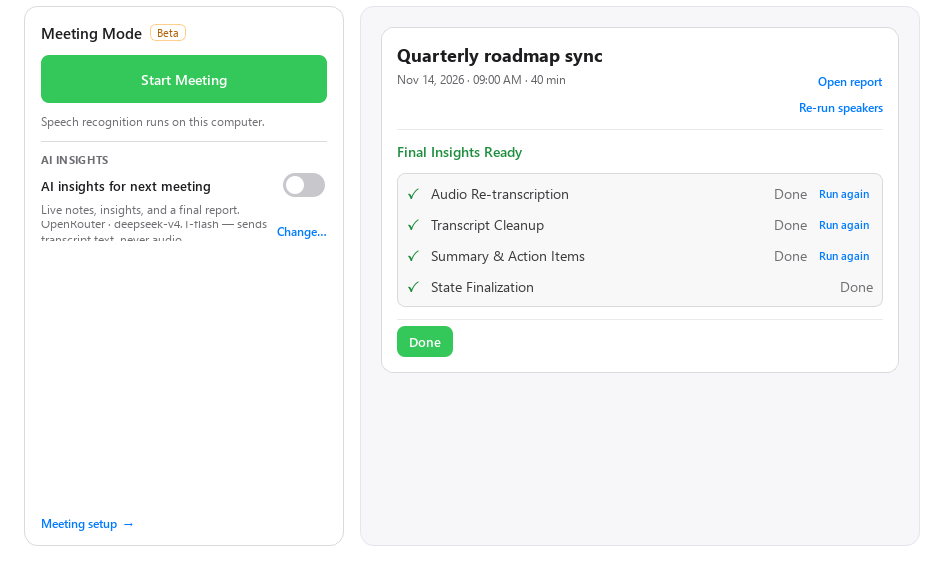 Meeting Mode Beta
Start Meeting
Speech recognition runs on this computer.
AI INSIGHTS
AI insights for next meeting
Live notes, insights, and a final report.
OpenRouter · deepseek-v4.1-flash — sends
transcript text, never audio
Change...
Meeting setup →
Quarterly roadmap sync
Nov 14, 2026 · 09:00 AM · 40 min
Open report
Re-run speakers
Final Insights Ready
✓ Audio Re-transcription Done Run again
✓ Transcript Cleanup Done Run again
✓ Summary & Action Items Done Run again
✓ State Finalization Done
Done